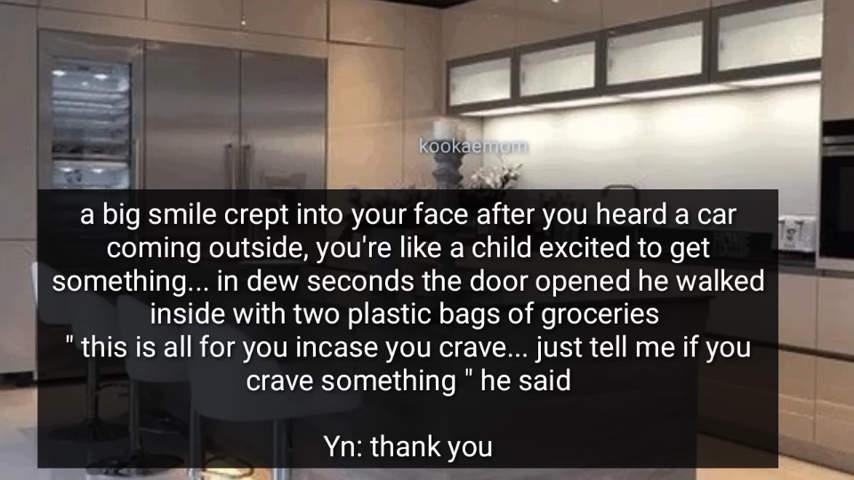 kookaemom
a big smile crept into your face after you heard a car
coming outside, you're like a child excited to get
something... in dew seconds the door opened he walked
inside with two plastic bags of groceries
" this is all for you incase you crave... just tell me if you
crave something " he said
Yn: thank you